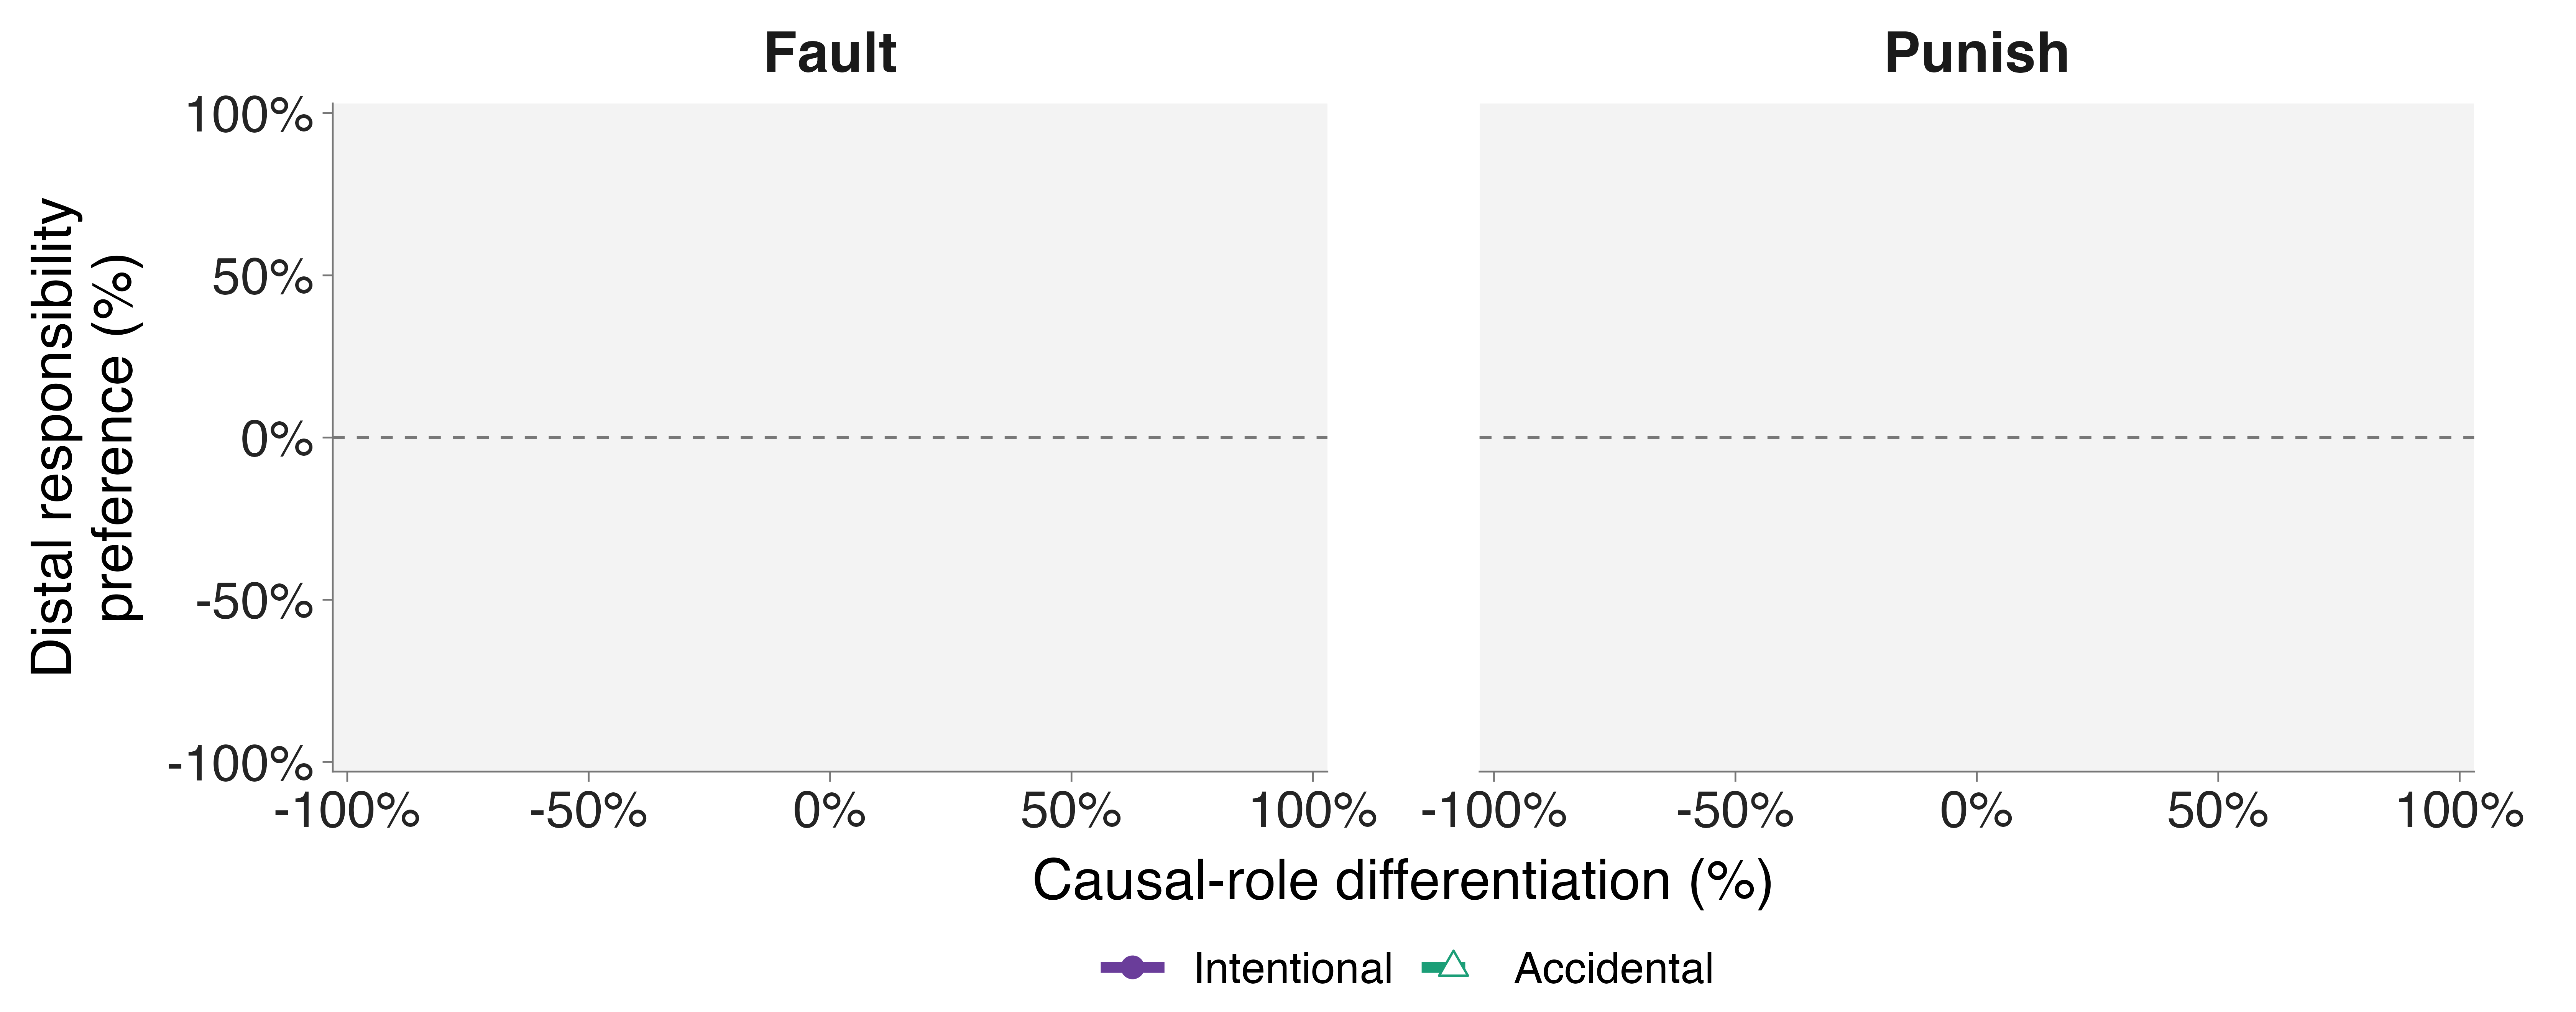 Fault
Punish
Distal responsibility
preference (%)
100%
50%
0%
-50%
-100%
-100% -50% 0% 50% 100%
-100% -50% 0% 50% 100%
Causal-role differentiation (%)
Intentional Accidental